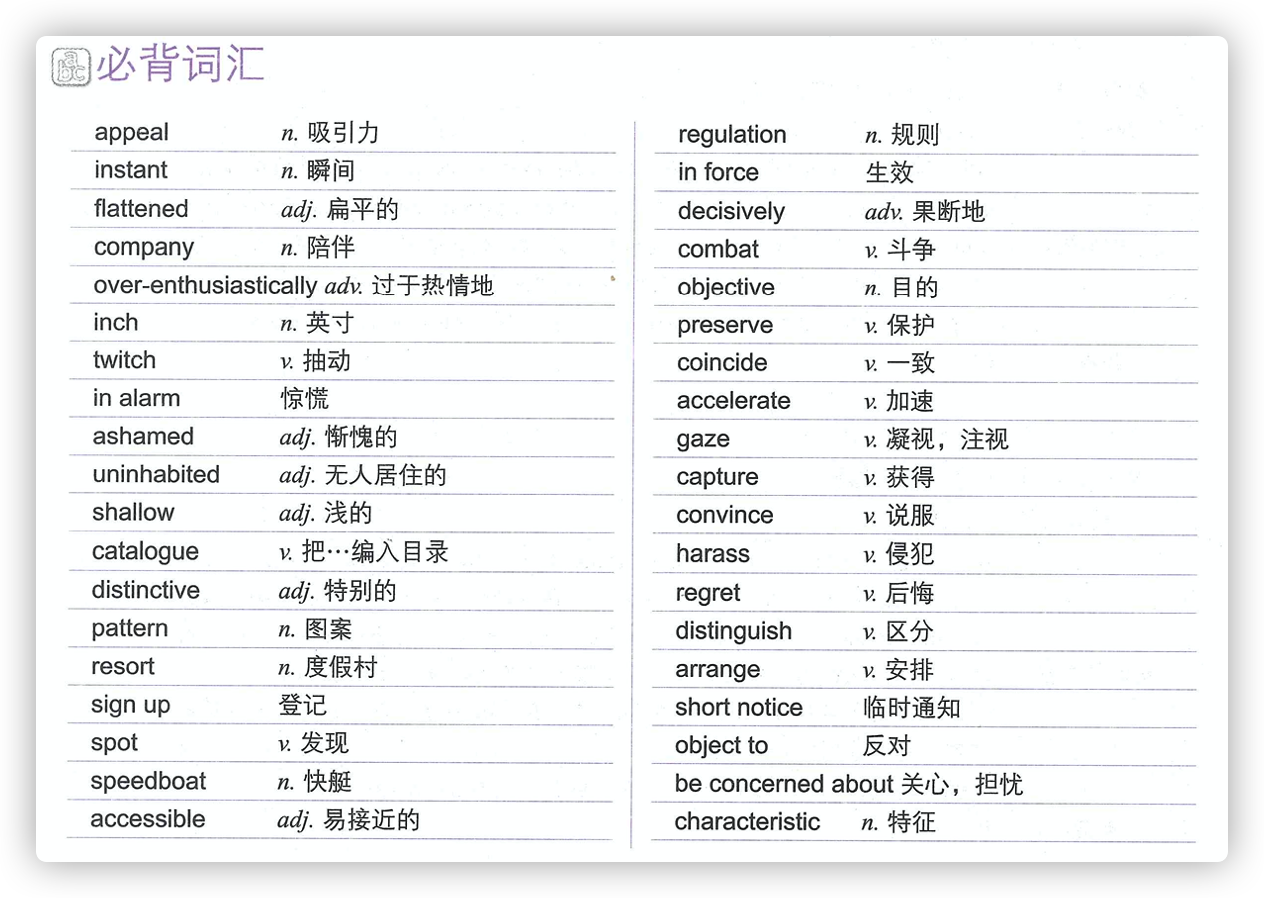 abc 必背词汇
appeal n. 吸引力
instant n. 瞬间
flattened adj. 扁平的
company n. 陪伴
over-enthusiastically adv. 过于热情地
inch n. 英寸
twitch v. 抽动
in alarm 惊慌
ashamed adj. 惭愧的
uninhabited adj. 无人居住的
shallow adj. 浅的
catalogue v. 把…编入目录
distinctive adj. 特别的
pattern n. 图案
resort n. 度假村
sign up 登记
spot v. 发现
speedboat n. 快艇
accessible adj. 易接近的
regulation n. 规则
in force 生效
decisively adv. 果断地
combat v. 斗争
objective n. 目的
preserve v. 保护
coincide v. 一致
accelerate v. 加速
gaze v. 凝视，注视
capture v. 获得
convince v. 说服
harass v. 侵犯
regret v. 后悔
distinguish v. 区分
arrange v. 安排
short notice 临时通知
object to 反对
be concerned about 关心，担忧
characteristic n. 特征